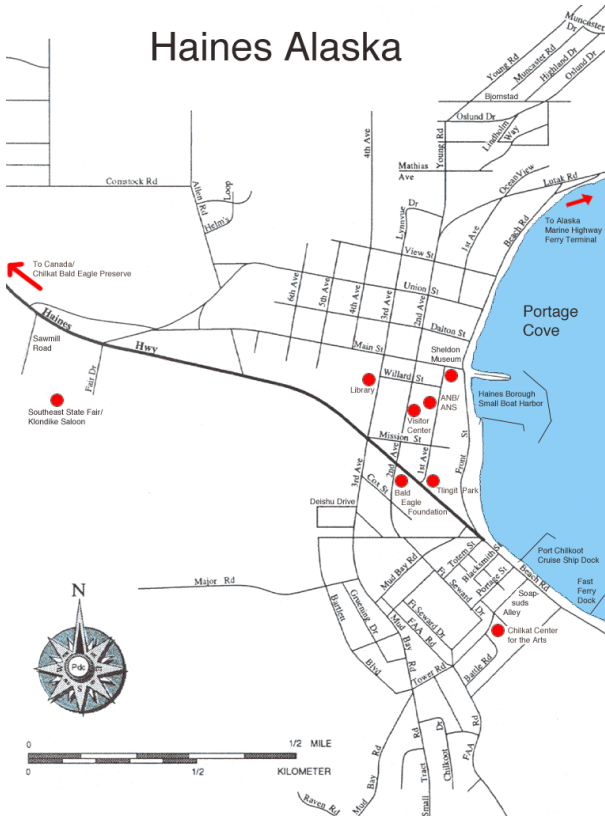 Haines Alaska
Muncaster
Dr
Young Rd
Muncaster Rd
Highland Dr
Oslund Dr
Bjornstad
Oslund Dr
Lindholm
Way
Young Rd
4th Ave
Mathias
Ave
OceanView
Lutak Rd
Comstock Rd
Allen Rd
Loop
Helm's
Lynnvue
Dr
1st Ave
Beach Rd
To Alaska
Marine Highway
Ferry Terminal
View St
To Canada/
Chilkat Bald Eagle Preserve
6th Ave
5th Ave
4th Ave
3rd Ave
2nd Ave
Union St
Portage
Cove
Haines
Hwy
Dalton St
Main St
Sheldon
Museum
Sawmill
Road
Fair Dr
Library
Willard St
ANB/
ANS
Haines Borough
Small Boat Harbor
Southeast State Fair/
Klondike Saloon
Visitor
Center
Mission St
Front St
3rd Ave
2nd Ave
1st Ave
Cox St
Bald
Eagle
Foundation
Tlingit Park
Deishu Drive
Port Chilkoot
Cruise Ship Dock
Totem St
Blacksmith St
Portage St
Beach Rd
Mud Bay Rd
Ft Seward Dr
Fast
Ferry
Dock
Soap-
suds
Alley
Major Rd
Bartlett
Blvd
Gruening Dr
Mud Bay Rd
Ft Seward Dr
FAA Rd
Chilkat Center
for the Arts
Tower Rd
Battle Rd
N
Pdc
S
0
1/2 MILE
0
1/2
KILOMETER
Raven Rd
Mud Bay Rd
Small Tract Rd
Chilkoot Dr
FAA Rd